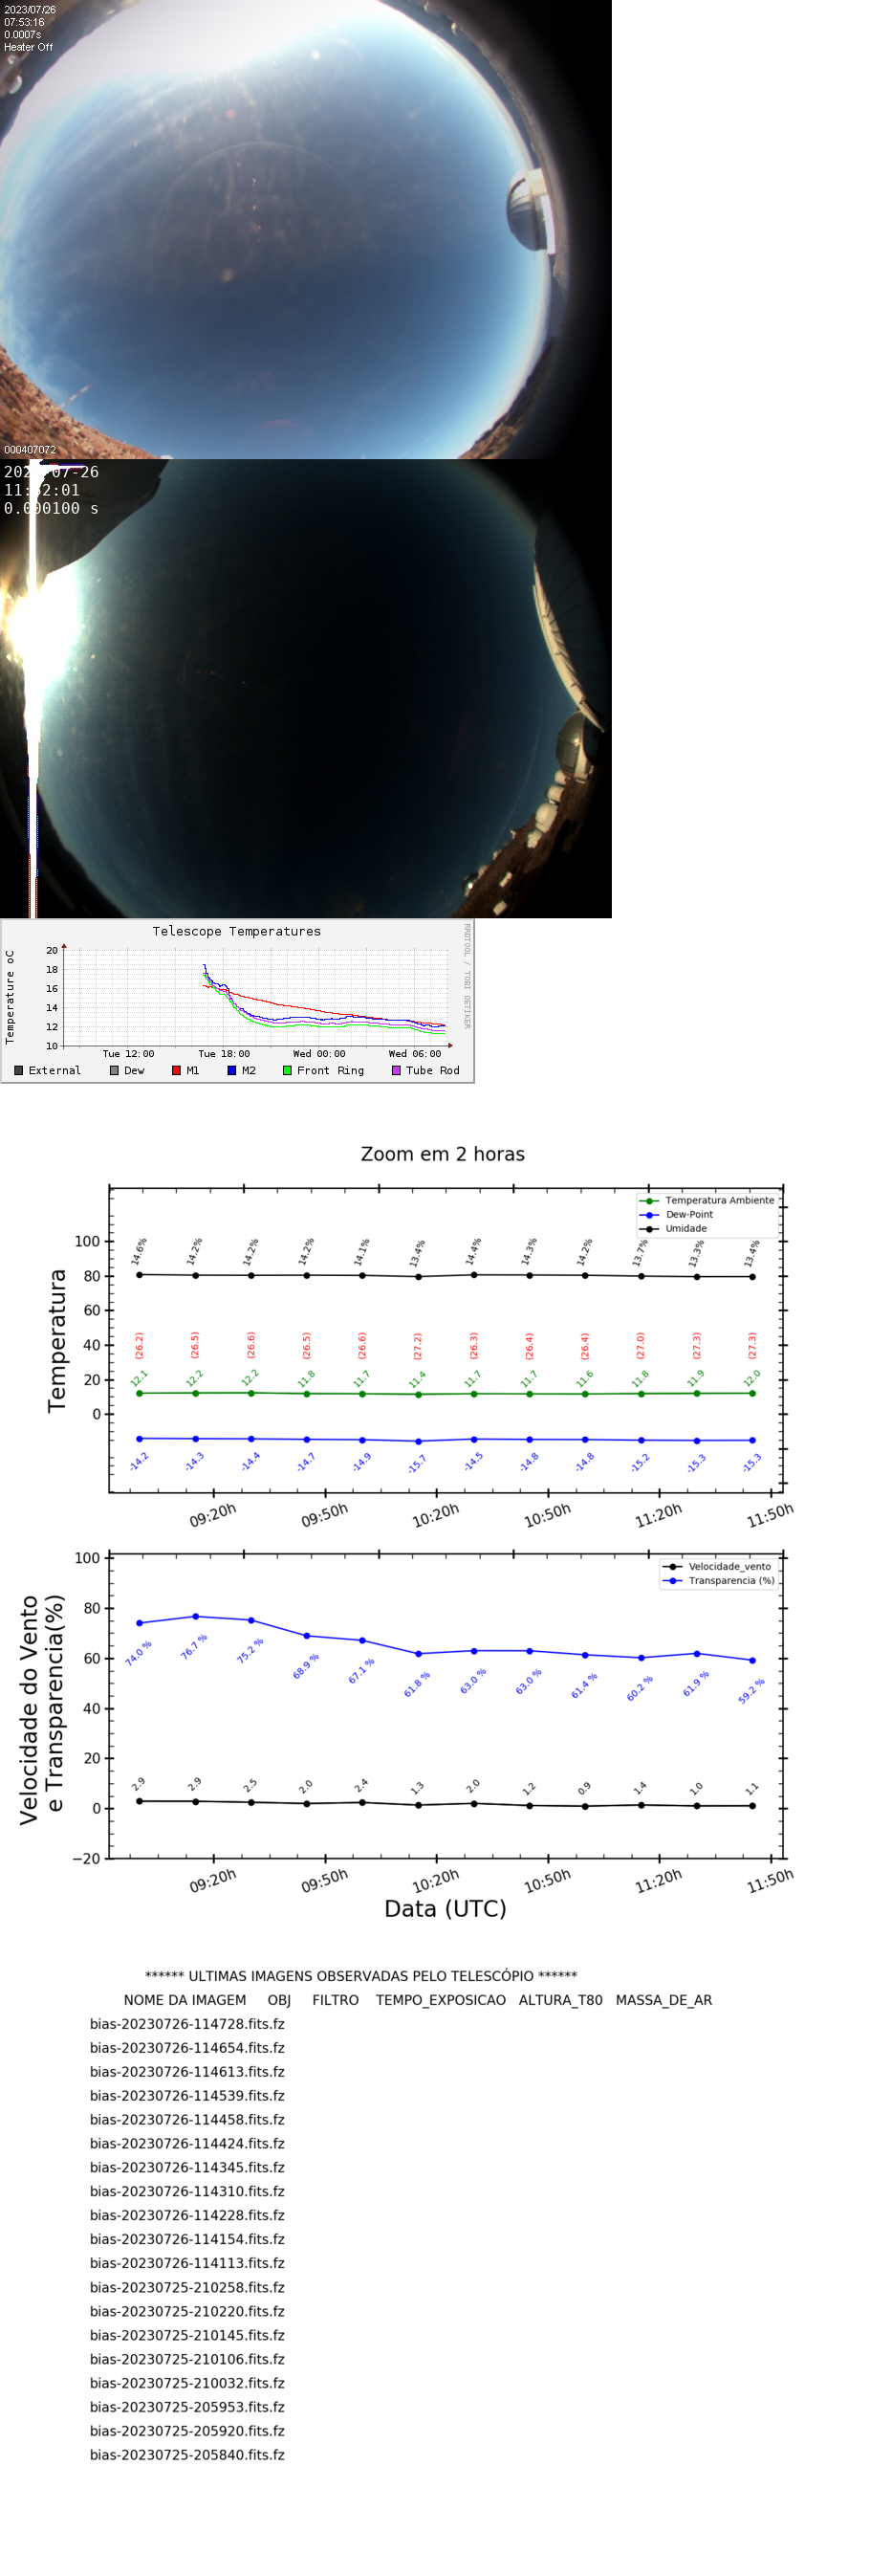 2023/07/26
07:53:16
0.0007s
Heater Off
000407072
07-26
0.000100 s
Telescope Temperatures
RRDTOOL / TOBI OETIKER
Temperature oC
20
18
16
14
12
10
Tue 12:00 Tue 18:00 Wed 00:00 Wed 06:00
External Dew M1 M2 Front Ring Tube Rod
Zoom em 2 horas
Temperatura
Temperatura Ambiente
Dew-Point
Umidade
100
80
60
40
20
0
14.6% 14.2% 14.2% 14.2% 14.1% 13.4% 14.4% 14.3% 14.2% 13.7% 13.3% 13.4%
(26.2) (26.5) (26.6) (26.5) (26.6) (27.2) (26.3) (26.4) (26.4) (27.0) (27.3) (27.3)
12.1 12.2 12.2 11.8 11.7 11.4 11.7 11.7 11.6 11.8 11.9 12.0
-14.2 -14.3 -14.4 -14.7 -14.9 -15.7 -14.5 -14.8 -14.8 -15.2 -15.3 -15.3
09:20h 09:50h 10:20h 10:50h 11:20h 11:50h
Velocidade do Vento
e Transparencia(%)
Velocidade_vento
Transparencia (%)
100
80
60
40
20
0
−20
74.0 % 76.7 % 75.2 % 68.9 % 67.1 % 61.8 % 63.0 % 63.0 % 61.4 % 60.2 % 61.9 % 59.2 %
2.9 2.9 2.5 2.0 2.4 1.3 2.0 1.2 0.9 1.4 1.0 1.1
09:20h 09:50h 10:20h 10:50h 11:20h 11:50h
Data (UTC)
****** ULTIMAS IMAGENS OBSERVADAS PELO TELESCÓPIO ******
NOME DA IMAGEM OBJ FILTRO TEMPO_EXPOSICAO ALTURA_T80 MASSA_DE_AR
bias-20230726-114728.fits.fz
bias-20230726-114654.fits.fz
bias-20230726-114613.fits.fz
bias-20230726-114539.fits.fz
bias-20230726-114458.fits.fz
bias-20230726-114424.fits.fz
bias-20230726-114345.fits.fz
bias-20230726-114310.fits.fz
bias-20230726-114228.fits.fz
bias-20230726-114154.fits.fz
bias-20230726-114113.fits.fz
bias-20230725-210258.fits.fz
bias-20230725-210220.fits.fz
bias-20230725-210145.fits.fz
bias-20230725-210106.fits.fz
bias-20230725-210032.fits.fz
bias-20230725-205953.fits.fz
bias-20230725-205920.fits.fz
bias-20230725-205840.fits.fz